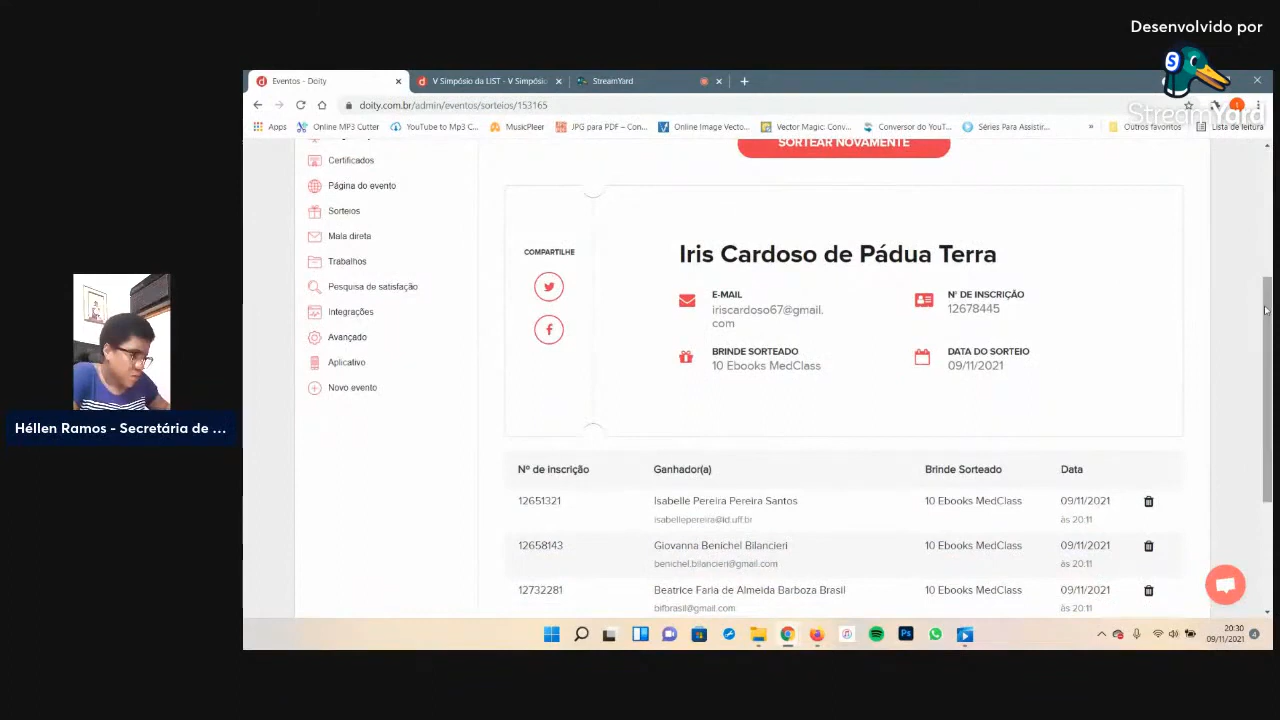 Desenvolvido por
StreamYard
Eventos - Doity
V Simpósio da LIST - V Simpósi
StreamYard
doity.com.br/admin/eventos/sorteios/153165
Apps
Online MP3 Cutter
YouTube to Mp3 C...
MusicPleer
JPG para PDF – Con...
Online Image Vecto...
Vector Magic: Conv...
Conversor do YouT...
Séries Para Assistir...
»
Outros favoritos
Lista de leitura
SORTEAR NOVAMENTE
Certificados
Página do evento
Sorteios
Mala direta
Trabalhos
Pesquisa de satisfação
Integrações
Avançado
Aplicativo
Novo evento
COMPARTILHE
Iris Cardoso de Pádua Terra
E-MAIL
iriscardoso67@gmail.
com
Nº DE INSCRIÇÃO
12678445
BRINDE SORTEADO
10 Ebooks MedClass
DATA DO SORTEIO
09/11/2021
Nº de inscrição Ganhador(a) Brinde Sorteado Data
12651321 Isabelle Pereira Pereira Santos 10 Ebooks MedClass 09/11/2021
isabellepereira@id.uff.br às 20:11
12658143 Giovanna Benichel Bilancieri 10 Ebooks MedClass 09/11/2021
benichel.bilancieri@gmail.com às 20:11
12732281 Beatrice Faria de Almeida Barboza Brasil 10 Ebooks MedClass 09/11/2021
bifbrasil@gmail.com às 20:11
Héllen Ramos - Secretária de ...
20:30
09/11/2021
4